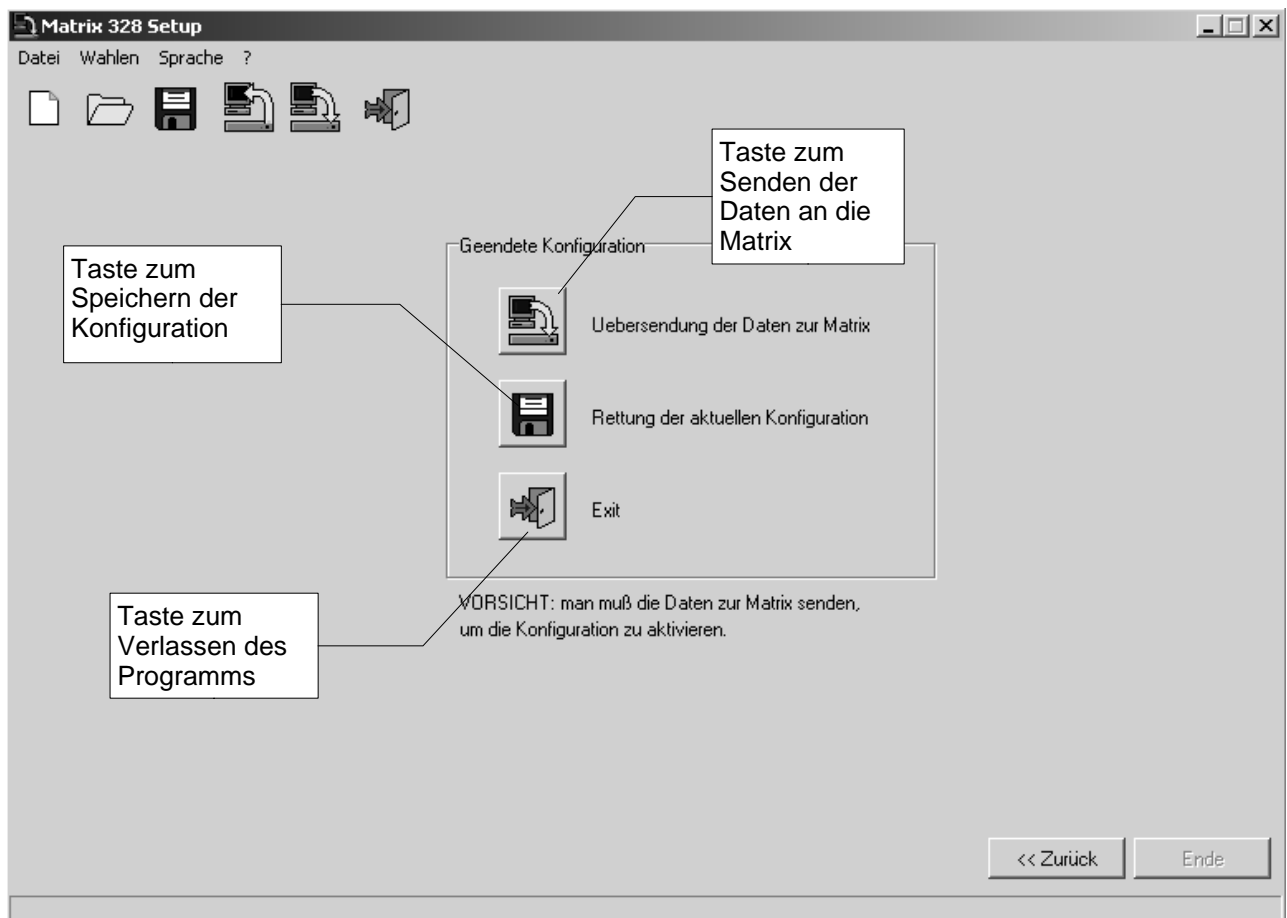 Matrix 328 Setup
Datei Wahlen Sprache ?
Taste zum
Senden der
Daten an die
Matrix
Geendete Konfiguration
Taste zum
Speichern der
Konfiguration
Uebersendung der Daten zur Matrix
Rettung der aktuellen Konfiguration
Exit
VORSICHT: man muß die Daten zur Matrix senden,
um die Konfiguration zu aktivieren.
Taste zum
Verlassen des
Programms
<< Zurück
Ende